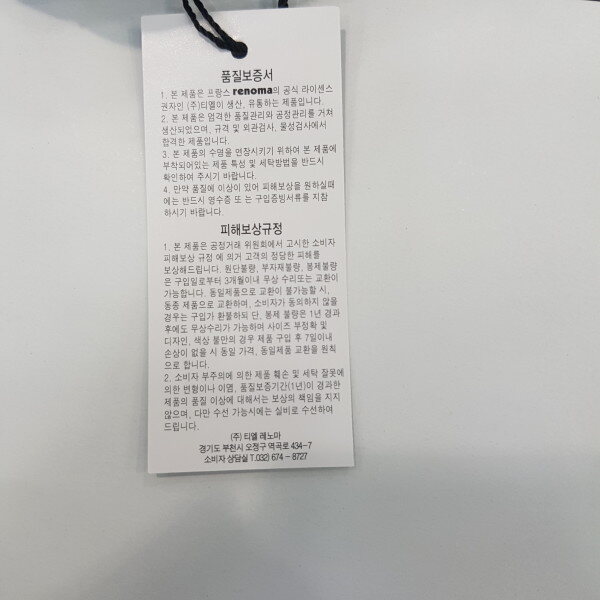 품질보증서
1. 본 제품은 프랑스 renoma의 공식 라이센스
권자인 (주)티엘이 생산, 유통하는 제품입니다.
2. 본 제품은 엄격한 품질관리와 공정관리를 거쳐
생산되었으며, 규격 및 외관검사, 물성검사에서
합격한 제품입니다.
3. 본 제품의 수명을 연장시키기 위하여 본 제품에
부착되어있는 제품 특성 및 세탁방법을 반드시
확인하여 주시기 바랍니다.
4. 만약 품질에 이상이 있어 피해보상을 원하실때
에는 반드시 영수증 또 는 구입증빙서류를 지참
하시기 바랍니다.
피해보상규정
1. 본 제품은 공정거래 위원회에서 고시한 소비자
피해보상 규정 에 의거 고객의 정당한 피해를
보상해드립니다. 원단불량, 부자재불량, 봉제불량
은 구입일로부터 3개월이내 무상 수리또는 교환이
가능합니다. 동일제품으로 교환이 불가능할 시,
동종 제품으로 교환하며, 소비자가 동의하지 않을
경우는 구입가 환불하되 단, 봉제 불량은 1년 경과
후에도 무상수리가 가능하며 사이즈 부정확 및
디자인, 색상 불만의 경우 제품 구입 후 7일이내
손상이 없을 시 동일 가격, 동일제품 교환을 원칙
으로 합니다.
2. 소비자 부주의에 의한 제품 훼손 및 세탁 잘못에
의한 변형이나 이염, 품질보증기간(1년)이 경과한
제품의 품질 이상에 대해서는 보상의 책임을 지지
않으며, 다만 수선 가능시에는 실비로 수선하여
드립니다.
(주) 티엘 레노마
경기도 부천시 오정구 역곡로 434-7
소비자 상담실 T.032) 674 - 8727